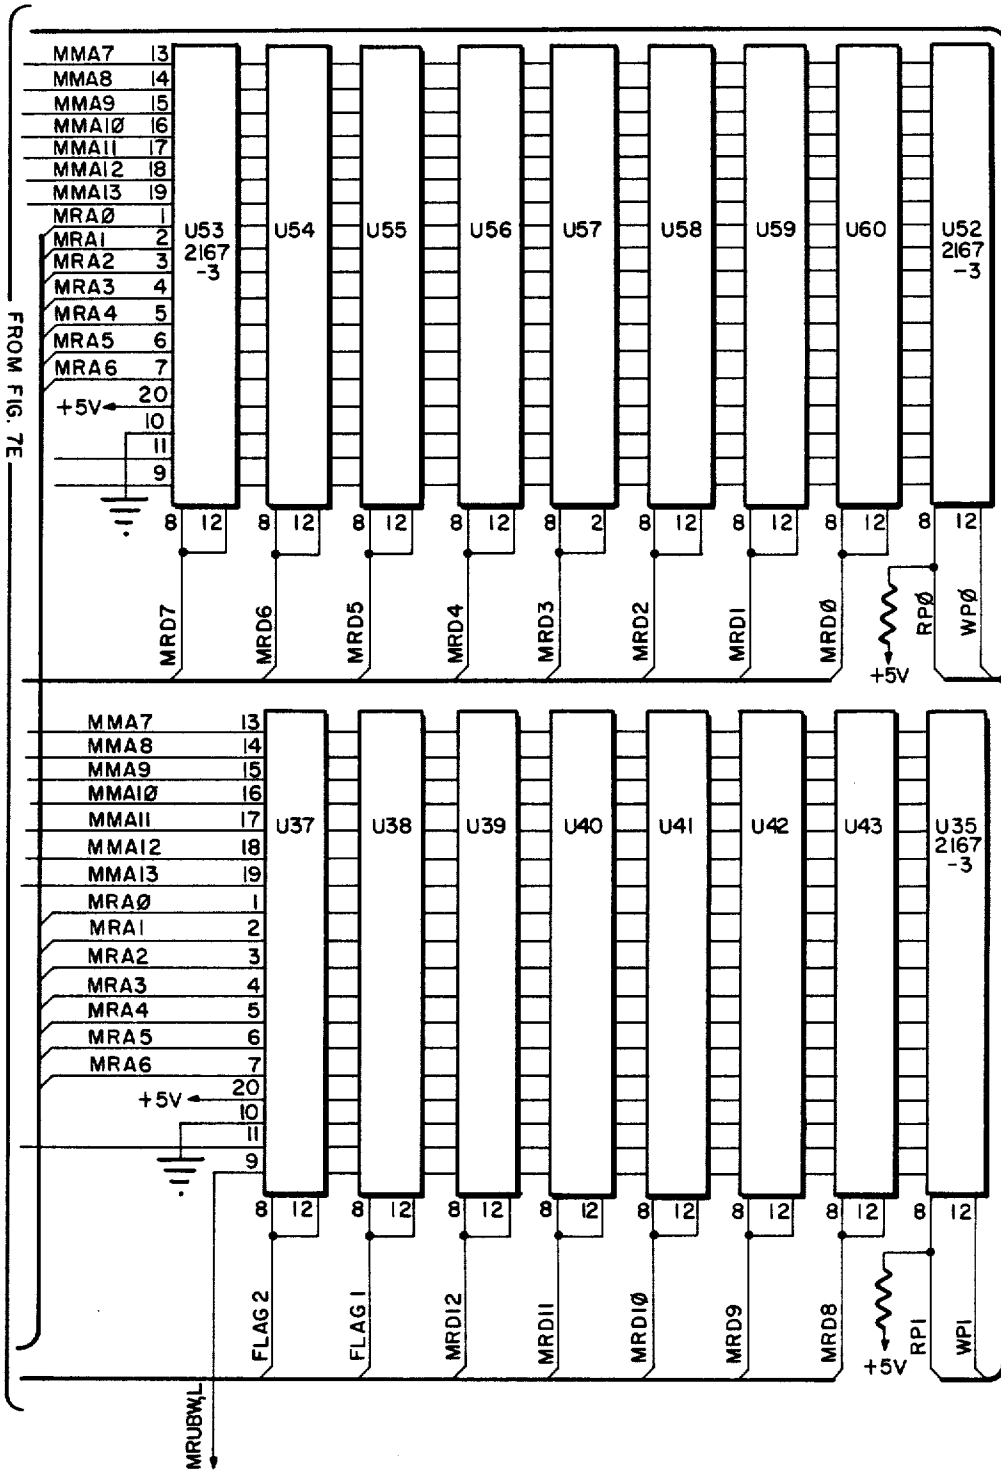 FROM FIG. 7E
MMA7 13
MMA8 14
MMA9 15
MMA1Ø 16
MMA11 17
MMA12 18
MMA13 19
MRAØ 1
MRA1 2
MRA2 3
MRA3 4
MRA4 5
MRA5 6
MRA6 7
+5V 20
10
11
9
U53 2167 -3
U54
U55
U56
U57
U58
U59
U60
U52 2167 -3
8 12
8 12
8 12
8 12
8 2
8 12
8 12
8 12
8 12
MRD7
MRD6
MRD5
MRD4
MRD3
MRD2
MRD1
MRDØ
+5V
RPØ
WPØ
MMA7 13
MMA8 14
MMA9 15
MMA1Ø 16
MMA11 17
MMA12 18
MMA13 19
MRAØ 1
MRA1 2
MRA2 3
MRA3 4
MRA4 5
MRA5 6
MRA6 7
+5V 20
10
11
9
U37
U38
U39
U40
U41
U42
U43
U35 2167 -3
8 12
8 12
8 12
8 12
8 12
8 12
8 12
8 12
FLAG 2
FLAG 1
MRD12
MRD11
MRD1Ø
MRD9
MRD8
+5V
RP1
WP1
MRUBW,L